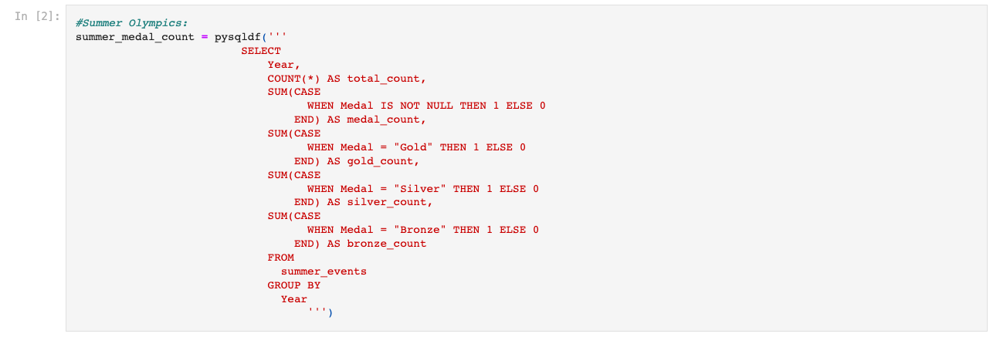 In [2]:
#Summer Olympics:
summer_medal_count = pysqldf('''
SELECT
Year,
COUNT(*) AS total_count,
SUM(CASE
WHEN Medal IS NOT NULL THEN 1 ELSE 0
END) AS medal_count,
SUM(CASE
WHEN Medal = "Gold" THEN 1 ELSE 0
END) AS gold_count,
SUM(CASE
WHEN Medal = "Silver" THEN 1 ELSE 0
END) AS silver_count,
SUM(CASE
WHEN Medal = "Bronze" THEN 1 ELSE 0
END) AS bronze_count
FROM
summer_events
GROUP BY
Year
''')